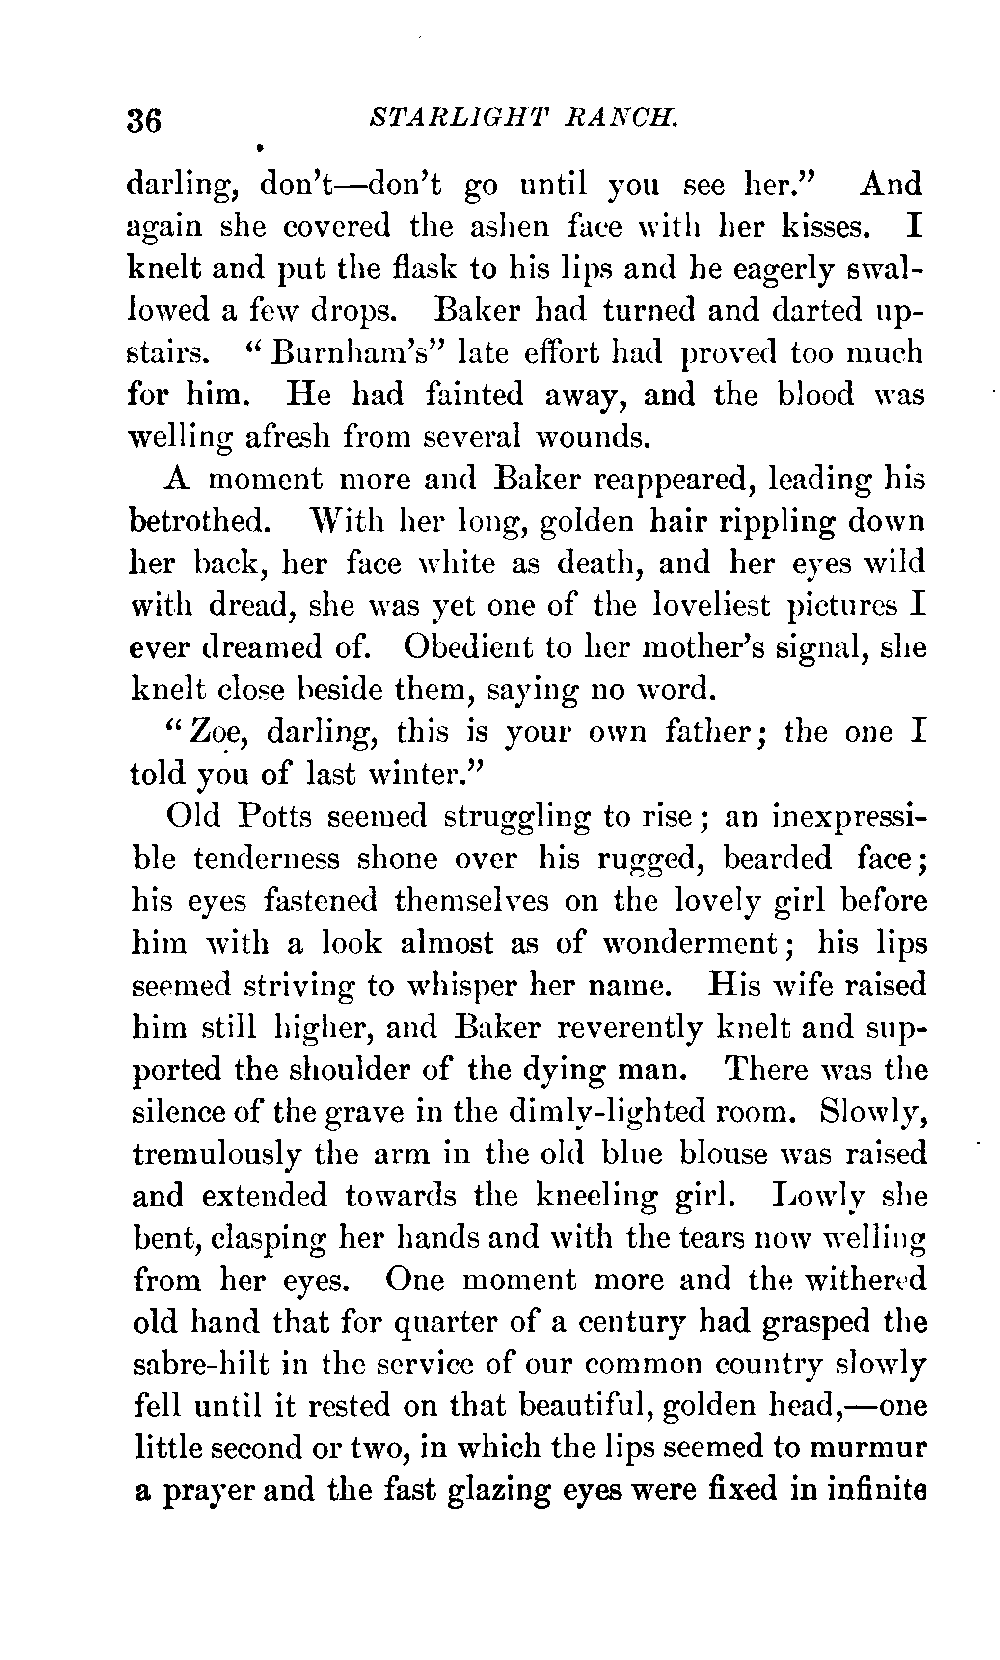 36 STARLIGHT RANCH.
darling, don't—don't go until you see her." And
again she covered the ashen face with her kisses. I
knelt and put the flask to his lips and he eagerly swal-
lowed a few drops. Baker had turned and darted up-
stairs. "Burnham's" late effort had proved too much
for him. He had fainted away, and the blood was
welling afresh from several wounds.
A moment more and Baker reappeared, leading his
betrothed. With her long, golden hair rippling down
her back, her face white as death, and her eyes wild
with dread, she was yet one of the loveliest pictures I
ever dreamed of. Obedient to her mother's signal, she
knelt close beside them, saying no word.
"Zoe, darling, this is your own father; the one I
told you of last winter."
Old Potts seemed struggling to rise; an inexpressi-
ble tenderness shone over his rugged, bearded face;
his eyes fastened themselves on the lovely girl before
him with a look almost as of wonderment; his lips
seemed striving to whisper her name. His wife raised
him still higher, and Baker reverently knelt and sup-
ported the shoulder of the dying man. There was the
silence of the grave in the dimly-lighted room. Slowly,
tremulously the arm in the old blue blouse was raised
and extended towards the kneeling girl. Lowly she
bent, clasping her hands and with the tears now welling
from her eyes. One moment more and the withered
old hand that for quarter of a century had grasped the
sabre-hilt in the service of our common country slowly
fell until it rested on that beautiful, golden head,—one
little second or two, in which the lips seemed to murmur
a prayer and the fast glazing eyes were fixed in infinite